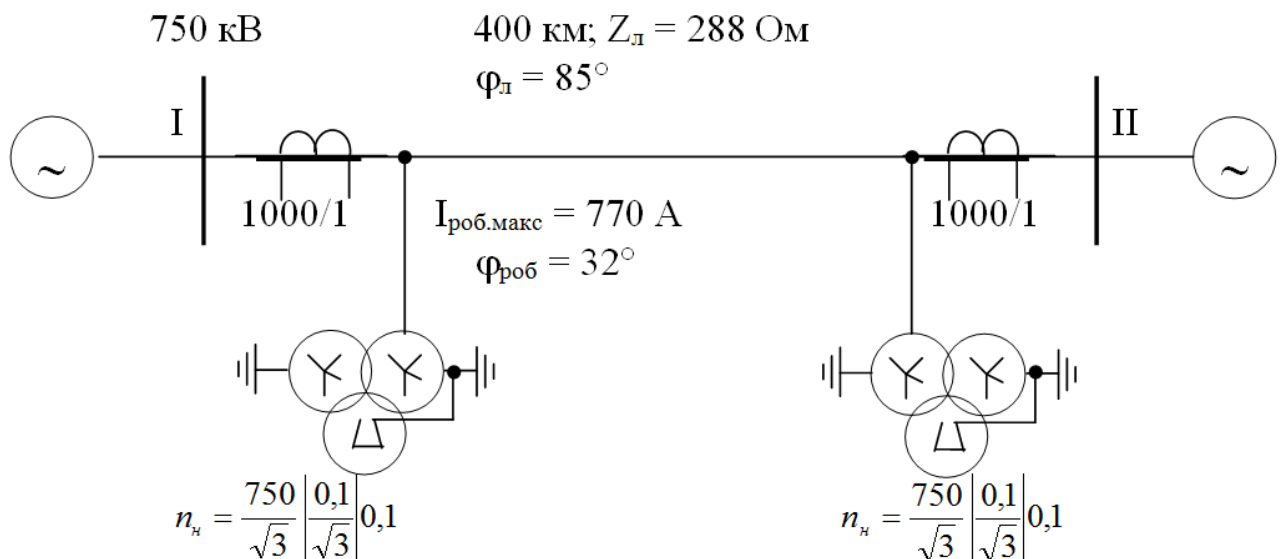 750 кВ
400 км; Zл = 288 Ом
φл = 85°
I
II
~
~
1000/1
1000/1
Iроб.макс = 770 А
φроб = 32°
nн = 750/√3 | 0,1/√3 | 0,1
nн = 750/√3 | 0,1/√3 | 0,1